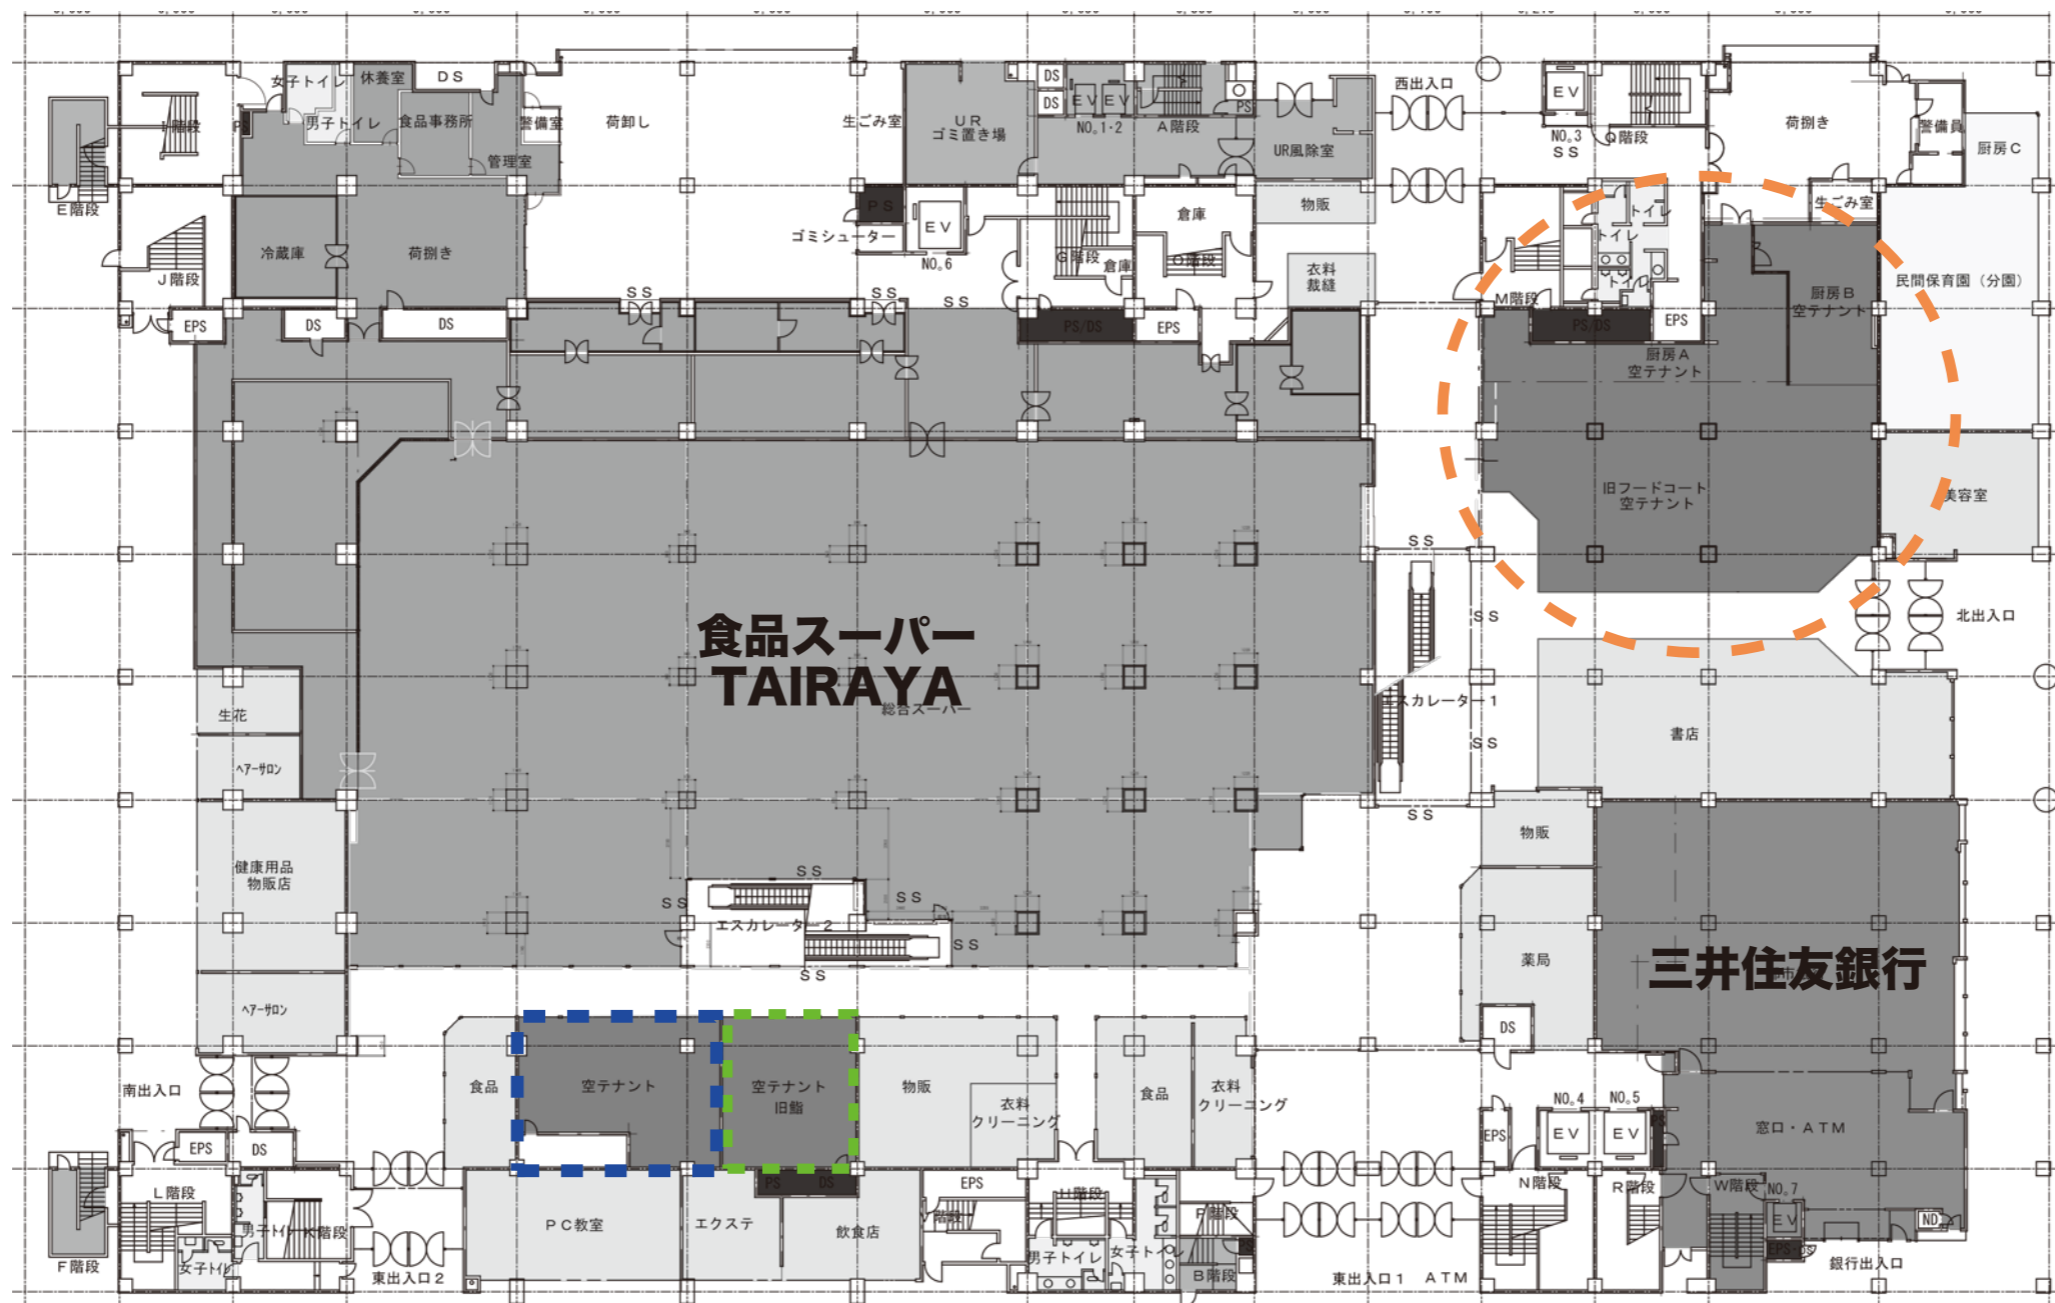 女子トイレ
休養室
DS
I階段
PS
男子トイレ
食品事務所
警備室
管理室
荷卸し
生ごみ室
UR
ゴミ置き場
DS
DS
EV
EV
NO。1・2
A階段
PS
UR風除室
西出入口
EV
NO。3
SS
Q階段
荷捌き
警備員
厨房C
E階段
J階段
冷蔵庫
荷捌き
PS
ゴミシューター
EV
NO。6
G階段
倉庫
倉庫
O階段
物販
衣料
裁縫
トイレ
トイレ
トイレ
生ごみ室
M階段
厨房B
空テナント
民間保育園（分園）
EPS
DS
DS
SS
SS
SS
PS/DS
EPS
PS/DS
EPS
厨房A
空テナント
旧フードコート
空テナント
美容室
SS
SS
北出入口
食品スーパー
TAIRAYA
総合スーパー
エスカレーター1
SS
SS
書店
生花
ヘアーサロン
健康用品
物販店
ヘアーサロン
SS
SS
SS
エスカレーター2
SS
SS
物販
薬局
DS
三井住友銀行
南出入口
食品
空テナント
空テナント
旧鮨
物販
衣料
クリーニング
食品
衣料
クリーニング
NO。4
NO。5
EV
EV
EPS
PS
窓口・ATM
EPS
DS
L階段
男子トイレ
K階段
女子トイレ
F階段
東出入口2
PC教室
エクステ
PS
DS
飲食店
EPS
H階段
男子トイレ
女子トイレ
P階段
B階段
東出入口1
ATM
N階段
R階段
W階段
NO。7
EV
EPS・DS
ND
銀行出入口